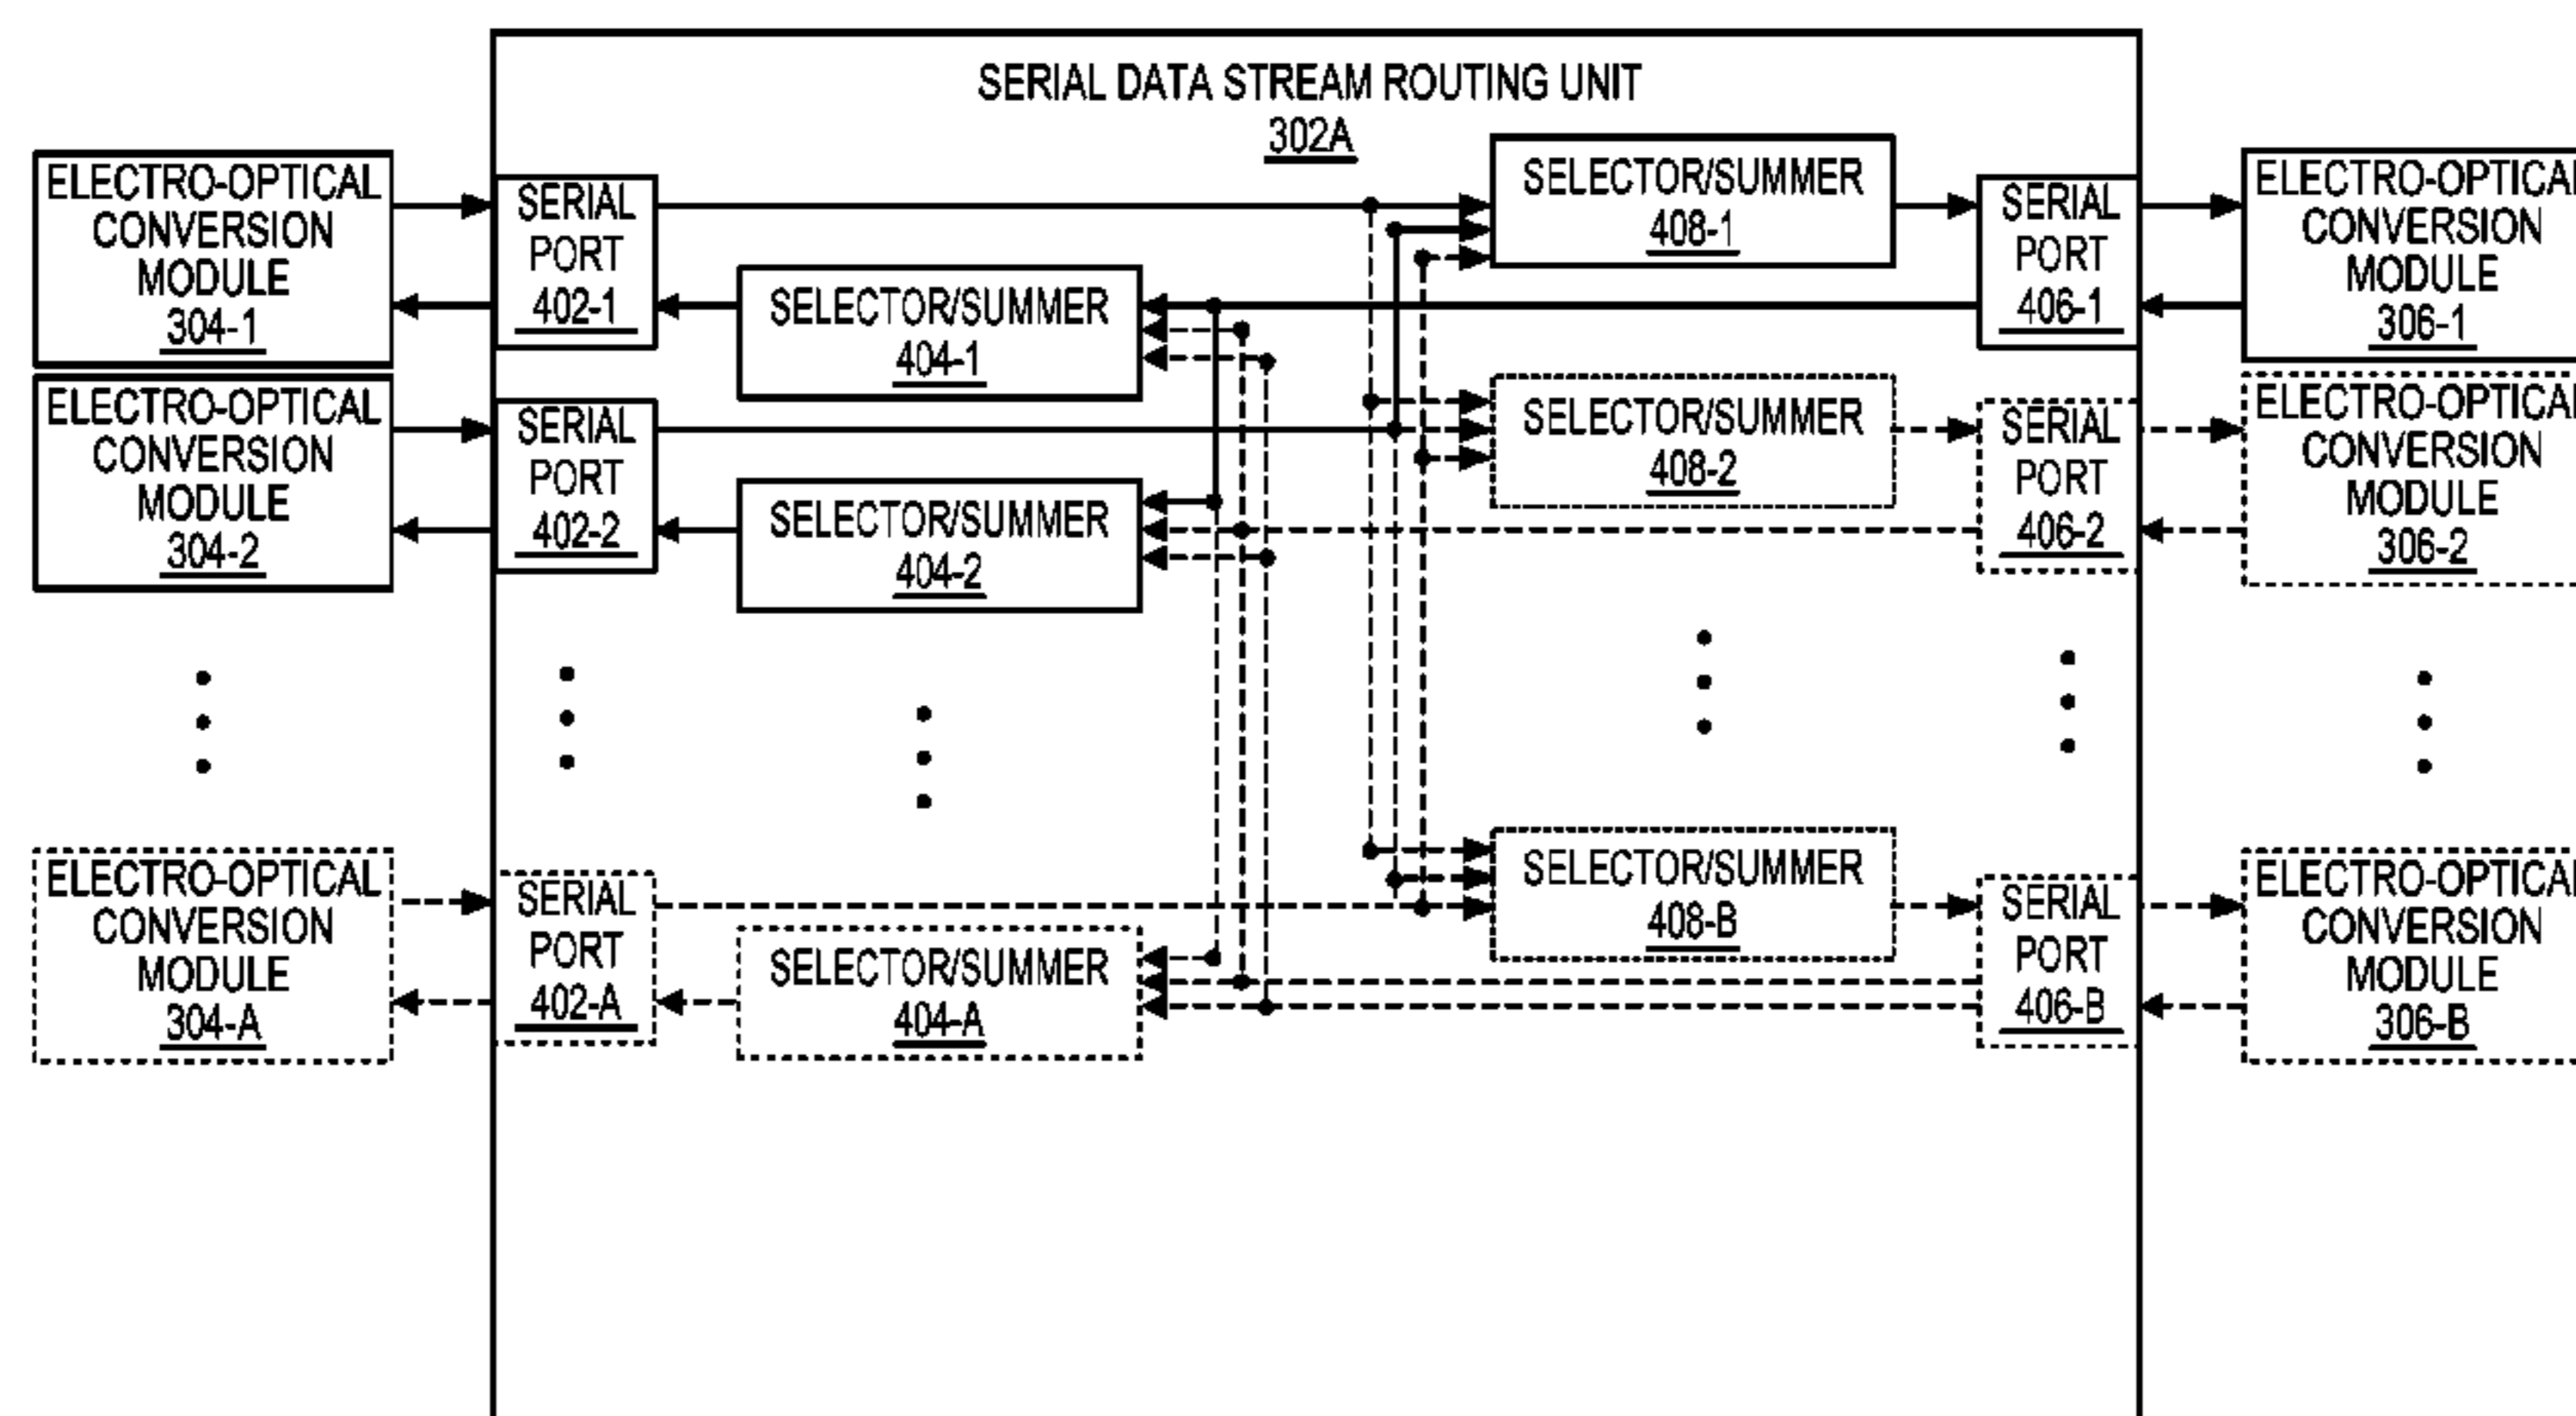 SERIAL DATA STREAM ROUTING UNIT
302A
ELECTRO-OPTICAL
CONVERSION
MODULE
304-1
SERIAL
PORT
402-1
SELECTOR/SUMMER
404-1
SELECTOR/SUMMER
408-1
SERIAL
PORT
406-1
ELECTRO-OPTICAL
CONVERSION
MODULE
306-1
ELECTRO-OPTICAL
CONVERSION
MODULE
304-2
SERIAL
PORT
402-2
SELECTOR/SUMMER
404-2
SELECTOR/SUMMER
408-2
SERIAL
PORT
406-2
ELECTRO-OPTICAL
CONVERSION
MODULE
306-2
ELECTRO-OPTICAL
CONVERSION
MODULE
304-A
SERIAL
PORT
402-A
SELECTOR/SUMMER
404-A
SELECTOR/SUMMER
408-B
SERIAL
PORT
406-B
ELECTRO-OPTICAL
CONVERSION
MODULE
306-B